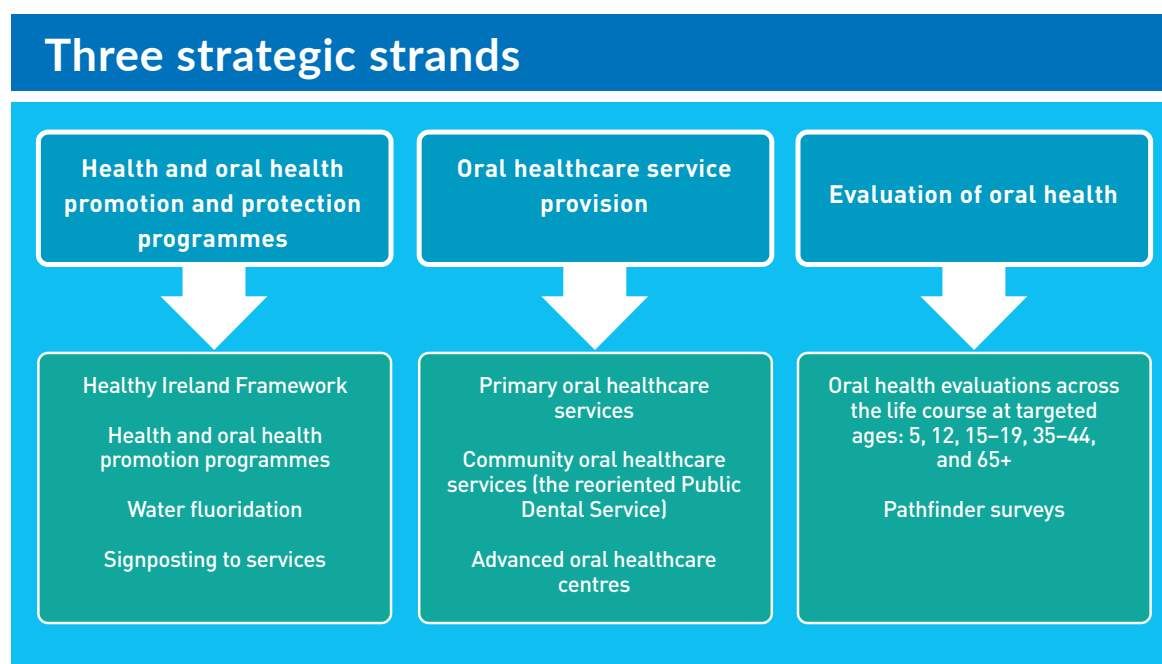 Three strategic strands
Health and oral health
promotion and protection
programmes
Healthy Ireland Framework
Health and oral health
promotion programmes
Water fluoridation
Signposting to services
Oral healthcare service
provision
Primary oral healthcare
services
Community oral healthcare
services (the reoriented Public
Dental Service)
Advanced oral healthcare
centres
Evaluation of oral health
Oral health evaluations across
the life course at targeted
ages: 5, 12, 15–19, 35–44,
and 65+
Pathfinder surveys